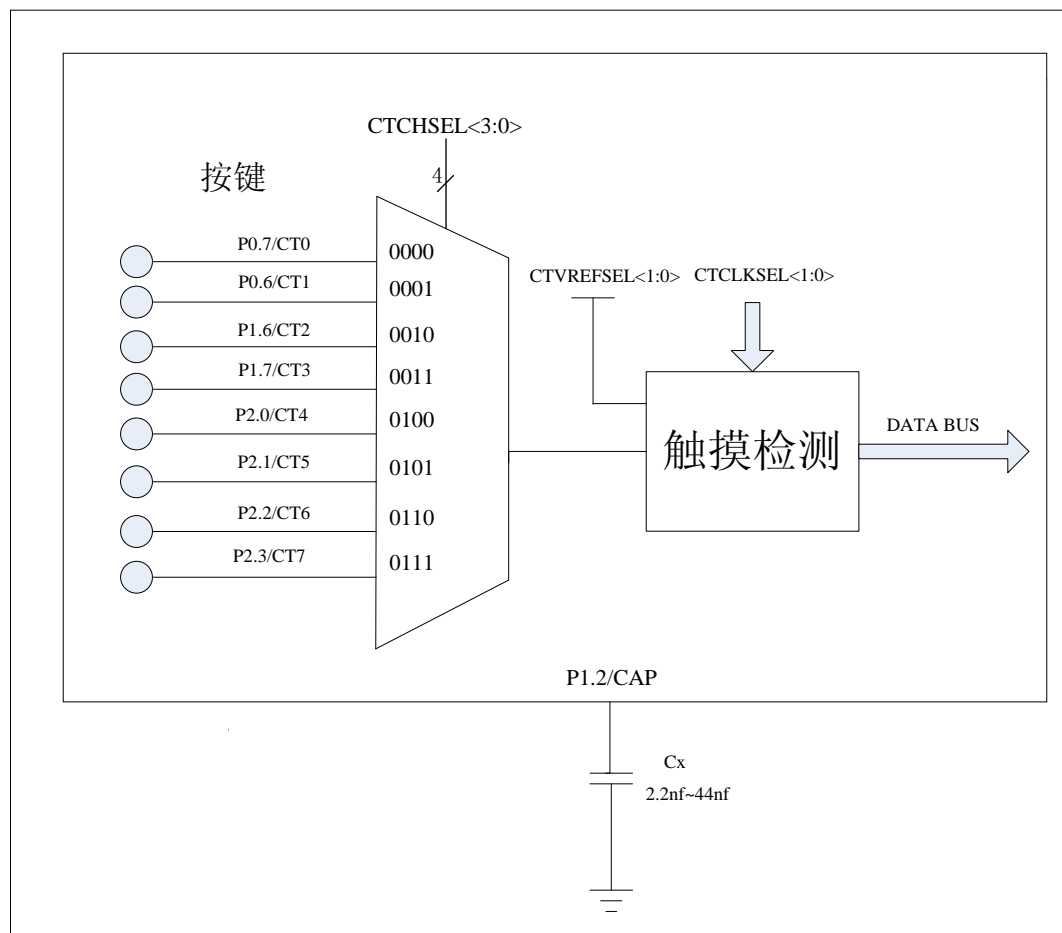 CTCHSEL<3:0>
4
按键
P0.7/CT0
0000
P0.6/CT1
0001
P1.6/CT2
0010
P1.7/CT3
0011
P2.0/CT4
0100
P2.1/CT5
0101
P2.2/CT6
0110
P2.3/CT7
0111
CTVREFSEL<1:0>
CTCLKSEL<1:0>
触摸检测
DATA BUS
P1.2/CAP
Cx
2.2nf~44nf